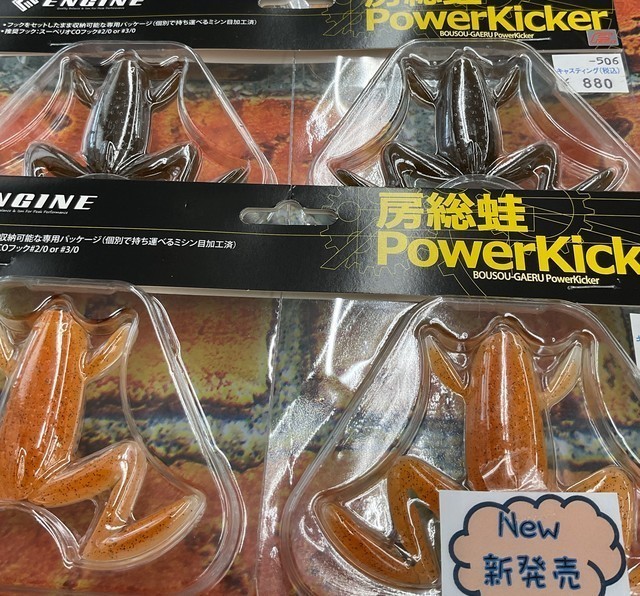 ENGINE
・フックをセットしたまま収納可能な専用パッケージ(個別で持ち運べるミシン目加工済)
・推奨フック:スーペリオCOフック#2/0 or #3/0
房総蛙
PowerKicker
BOUSOU-GAERU PowerKicker
-506
キャスティング(税込)
880
NGINE
収納可能な専用パッケージ(個別で持ち運べるミシン目加工済)
COフック#2/0 or #3/0
房総蛙
PowerKick
BOUSOU-GAERU PowerKicker
New
新発売